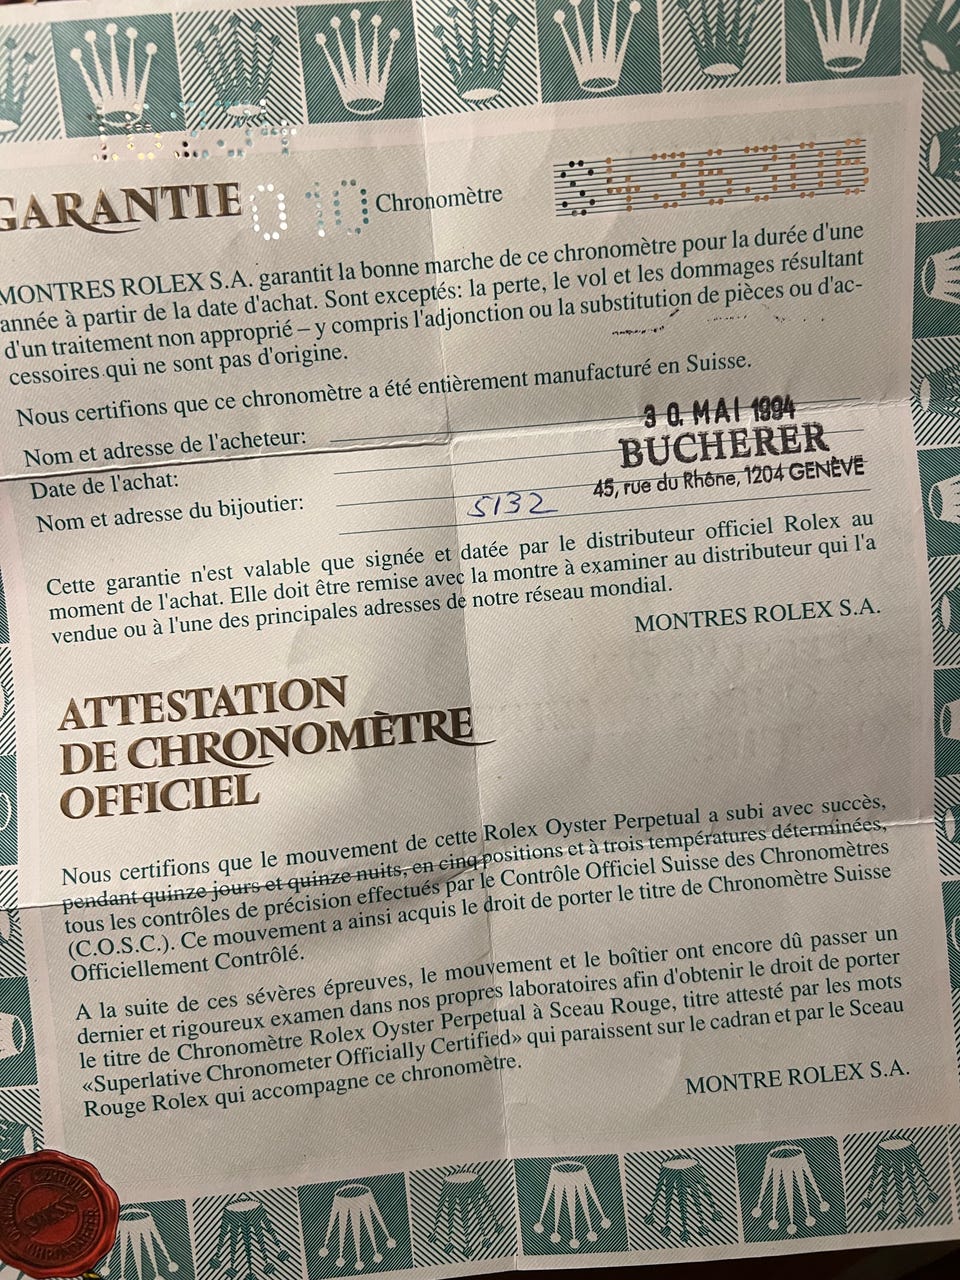 GARANTIE 010 Chronomètre
MONTRES ROLEX S.A. garantit la bonne marche de ce chronomètre pour la durée d'une
année à partir de la date d'achat. Sont exceptés: la perte, le vol et les dommages résultant
d'un traitement non approprié – y compris l'adjonction ou la substitution de pièces ou d'ac-
cessoires qui ne sont pas d'origine.
Nous certifions que ce chronomètre a été entièrement manufacturé en Suisse.
30. MAI 1994
Nom et adresse de l'acheteur:
BUCHERER
Date de l'achat:
45, rue du Rhône, 1204 GENÈVE
Nom et adresse du bijoutier:
5132
Cette garantie n'est valable que signée et datée par le distributeur officiel Rolex au
moment de l'achat. Elle doit être remise avec la montre à examiner au distributeur qui l'a
vendue ou à l'une des principales adresses de notre réseau mondial.
MONTRES ROLEX S.A.
ATTESTATION
DE CHRONOMÈTRE
OFFICIEL
Nous certifions que le mouvement de cette Rolex Oyster Perpetual a subi avec succès,
pendant quinze jours et quinze nuits, en cinq positions et à trois températures déterminées,
tous les contrôles de précision effectués par le Contrôle Officiel Suisse des Chronomètres
(C.O.S.C.). Ce mouvement a ainsi acquis le droit de porter le titre de Chronomètre Suisse
Officiellement Contrôlé.
A la suite de ces sévères épreuves, le mouvement et le boîtier ont encore dû passer un
dernier et rigoureux examen dans nos propres laboratoires afin d'obtenir le droit de porter
le titre de Chronomètre Rolex Oyster Perpetual à Sceau Rouge, titre attesté par les mots
«Superlative Chronometer Officially Certified» qui paraissent sur le cadran et par le Sceau
Rouge Rolex qui accompagne ce chronomètre.
MONTRE ROLEX S.A.